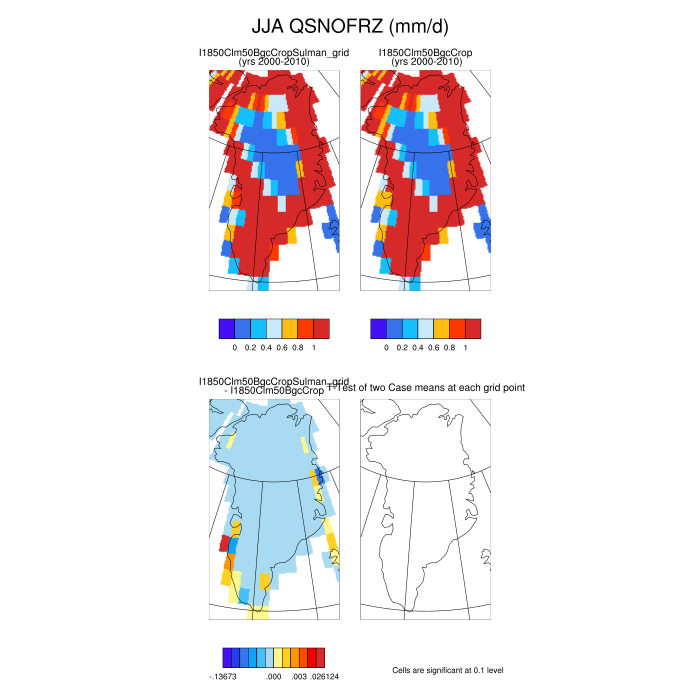 JJA QSNOFRZ (mm/d)
I1850Clm50BgcCropSulman_grid
(yrs 2000-2010)
I1850Clm50BgcCrop
(yrs 2000-2010)
0 0.2 0.4 0.6 0.8 1
0 0.2 0.4 0.6 0.8 1
I1850Clm50BgcCropSulman_grid
- I1850Clm50BgcCrop
T-Test of two Case means at each grid point
-.13673 .000 .003 .026124
Cells are significant at 0.1 level